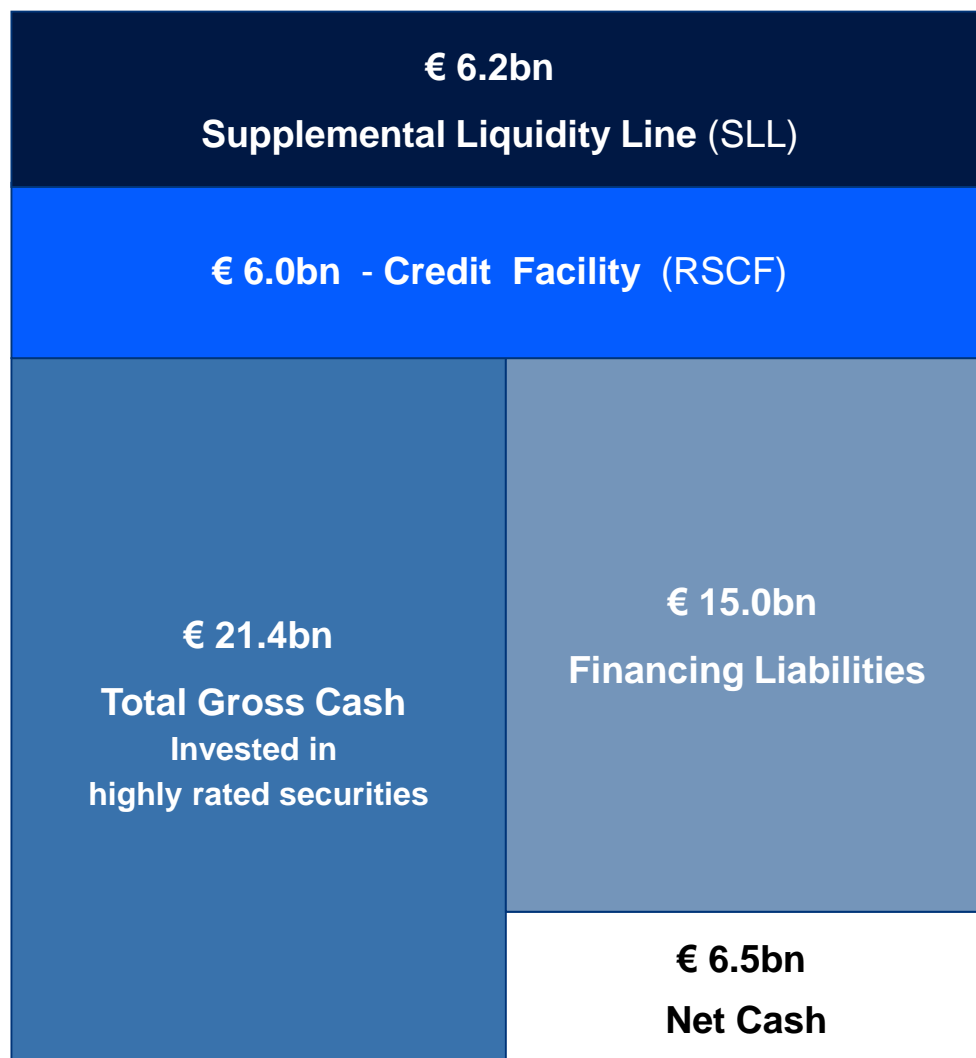 € 6.2bn
Supplemental Liquidity Line (SLL)
€ 6.0bn - Credit Facility (RSCF)
€ 21.4bn
Total Gross Cash
Invested in
highly rated securities
€ 15.0bn
Financing Liabilities
€ 6.5bn
Net Cash